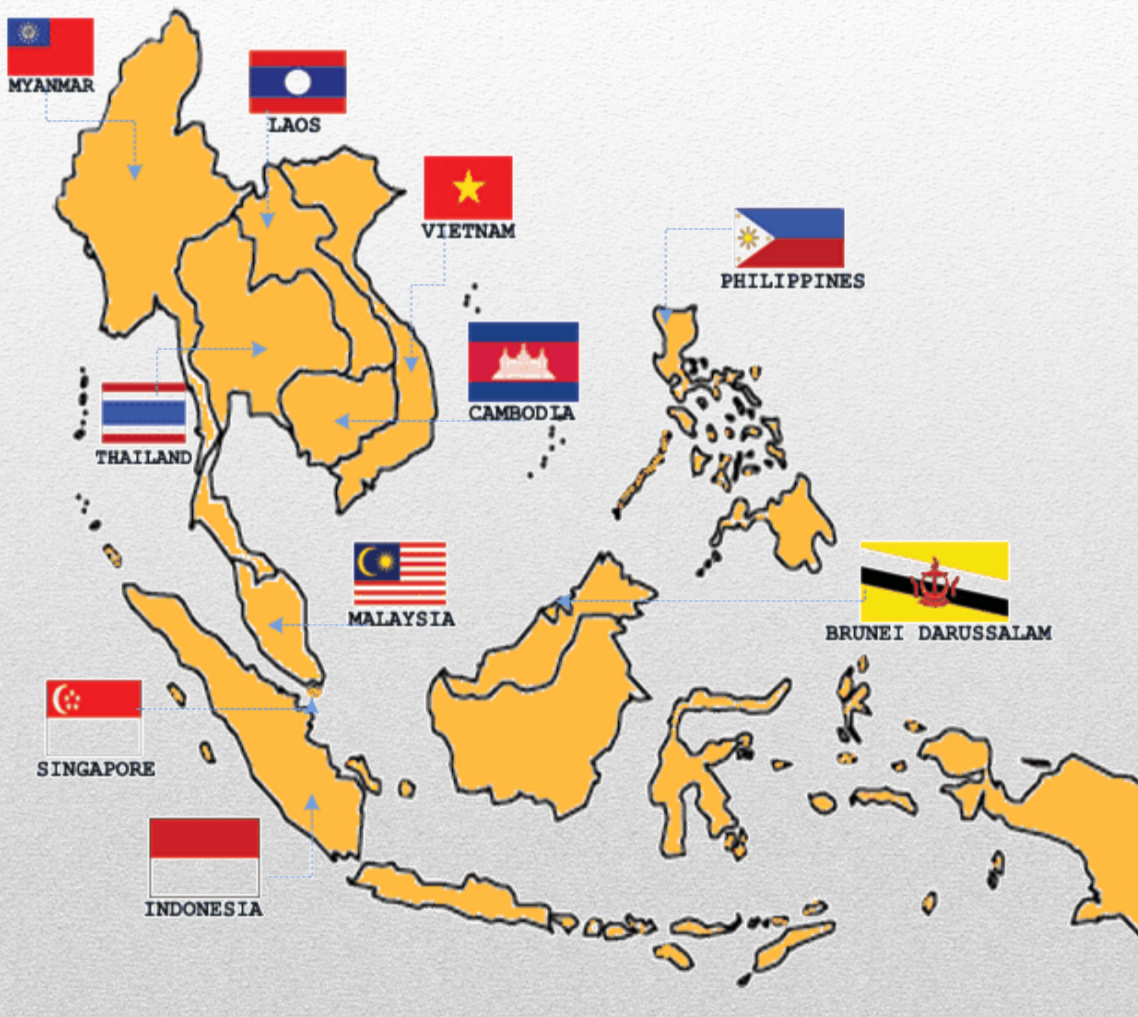 MYANMAR
LAOS
VIETNAM
PHILIPPINES
CAMBODIA
THAILAND
MALAYSIA
BRUNEI DARUSSALAM
SINGAPORE
INDONESIA